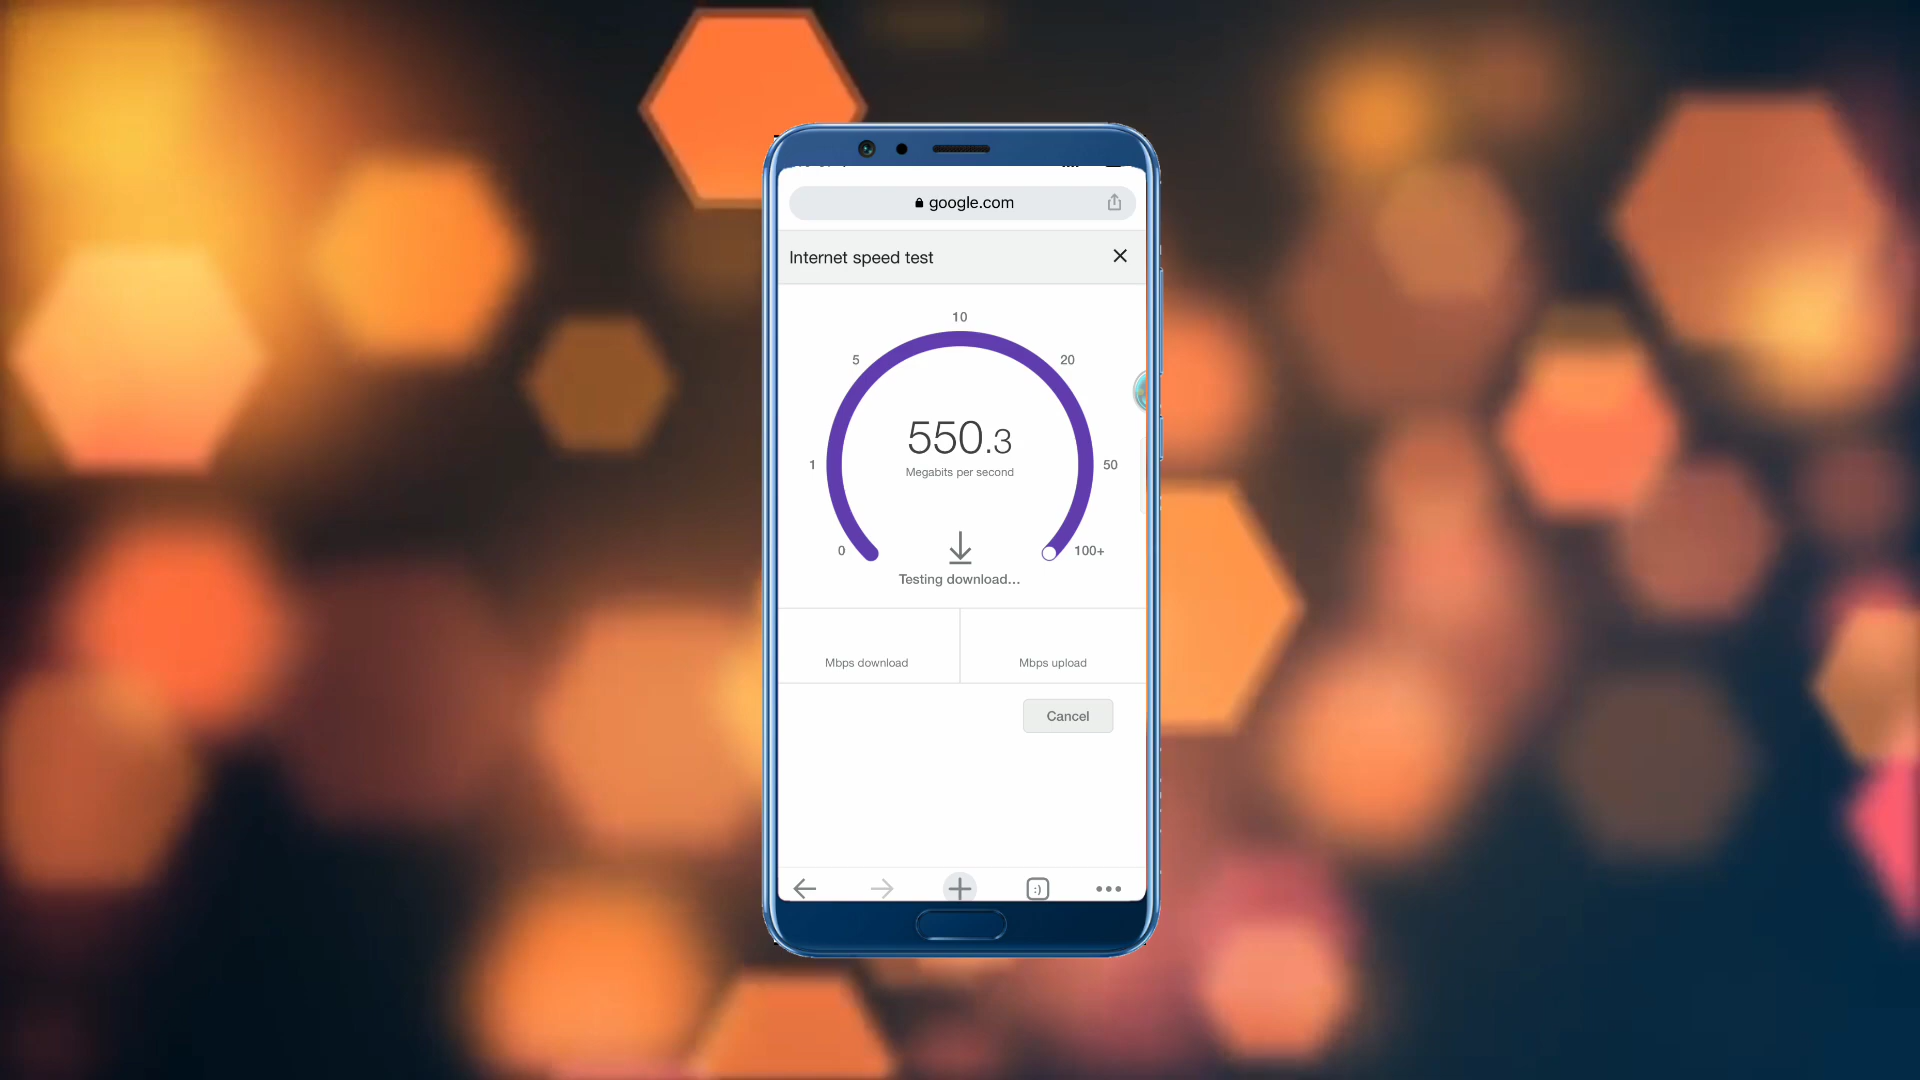 google.com
Internet speed test
10
5
20
550.3
Megabits per second
1
50
0
100+
Testing download...
Mbps download
Mbps upload
Cancel
:)